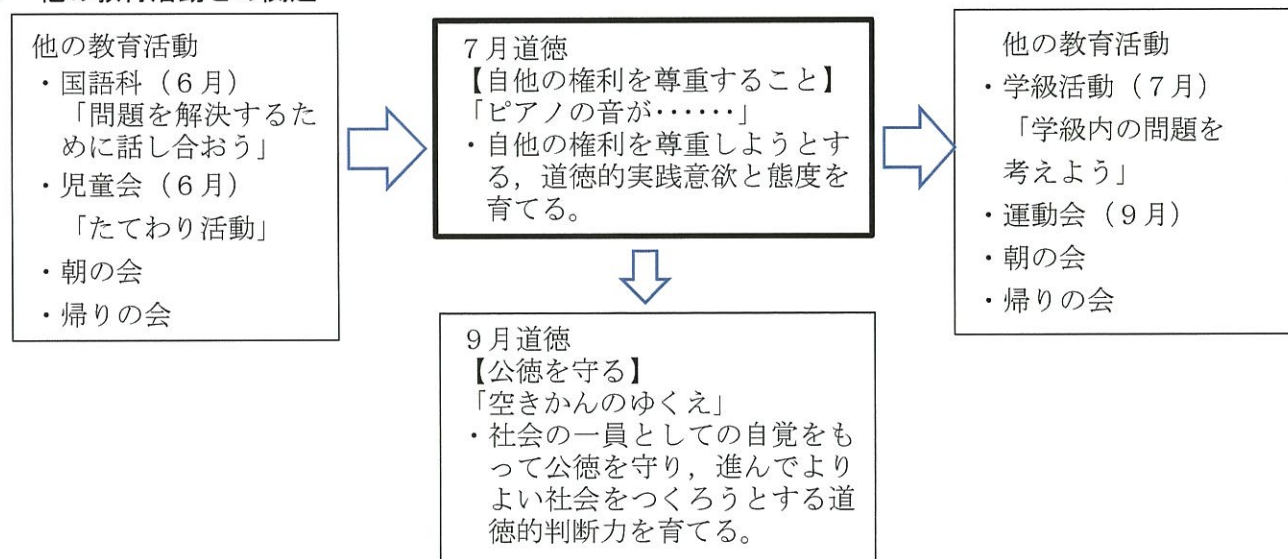 他の教育活動
・国語科(6月)
「問題を解決するた
めに話し合おう」
・児童会(6月)
「たてわり活動」
・朝の会
・帰りの会
7月道徳
【自他の権利を尊重すること】
「ピアノの音が……」
・自他の権利を尊重しようとす
る,道徳的実践意欲と態度を
育てる。
他の教育活動
・学級活動(7月)
「学級内の問題を
考えよう」
・運動会(9月)
・朝の会
・帰りの会
9月道徳
【公徳を守る】
「空きかんのゆくえ」
・社会の一員としての自覚をも
って公徳を守り,進んでより
よい社会をつくろうとする道
徳的判断力を育てる。